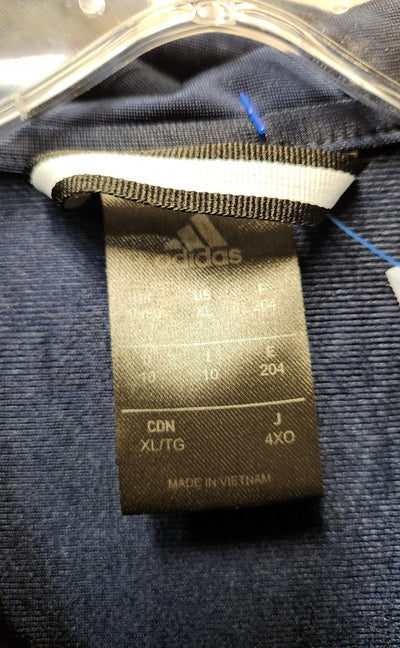 adidas
US F
XL 204
I E
10 10 204
CDN J
XL/TG 4XO
MADE IN VIETNAM